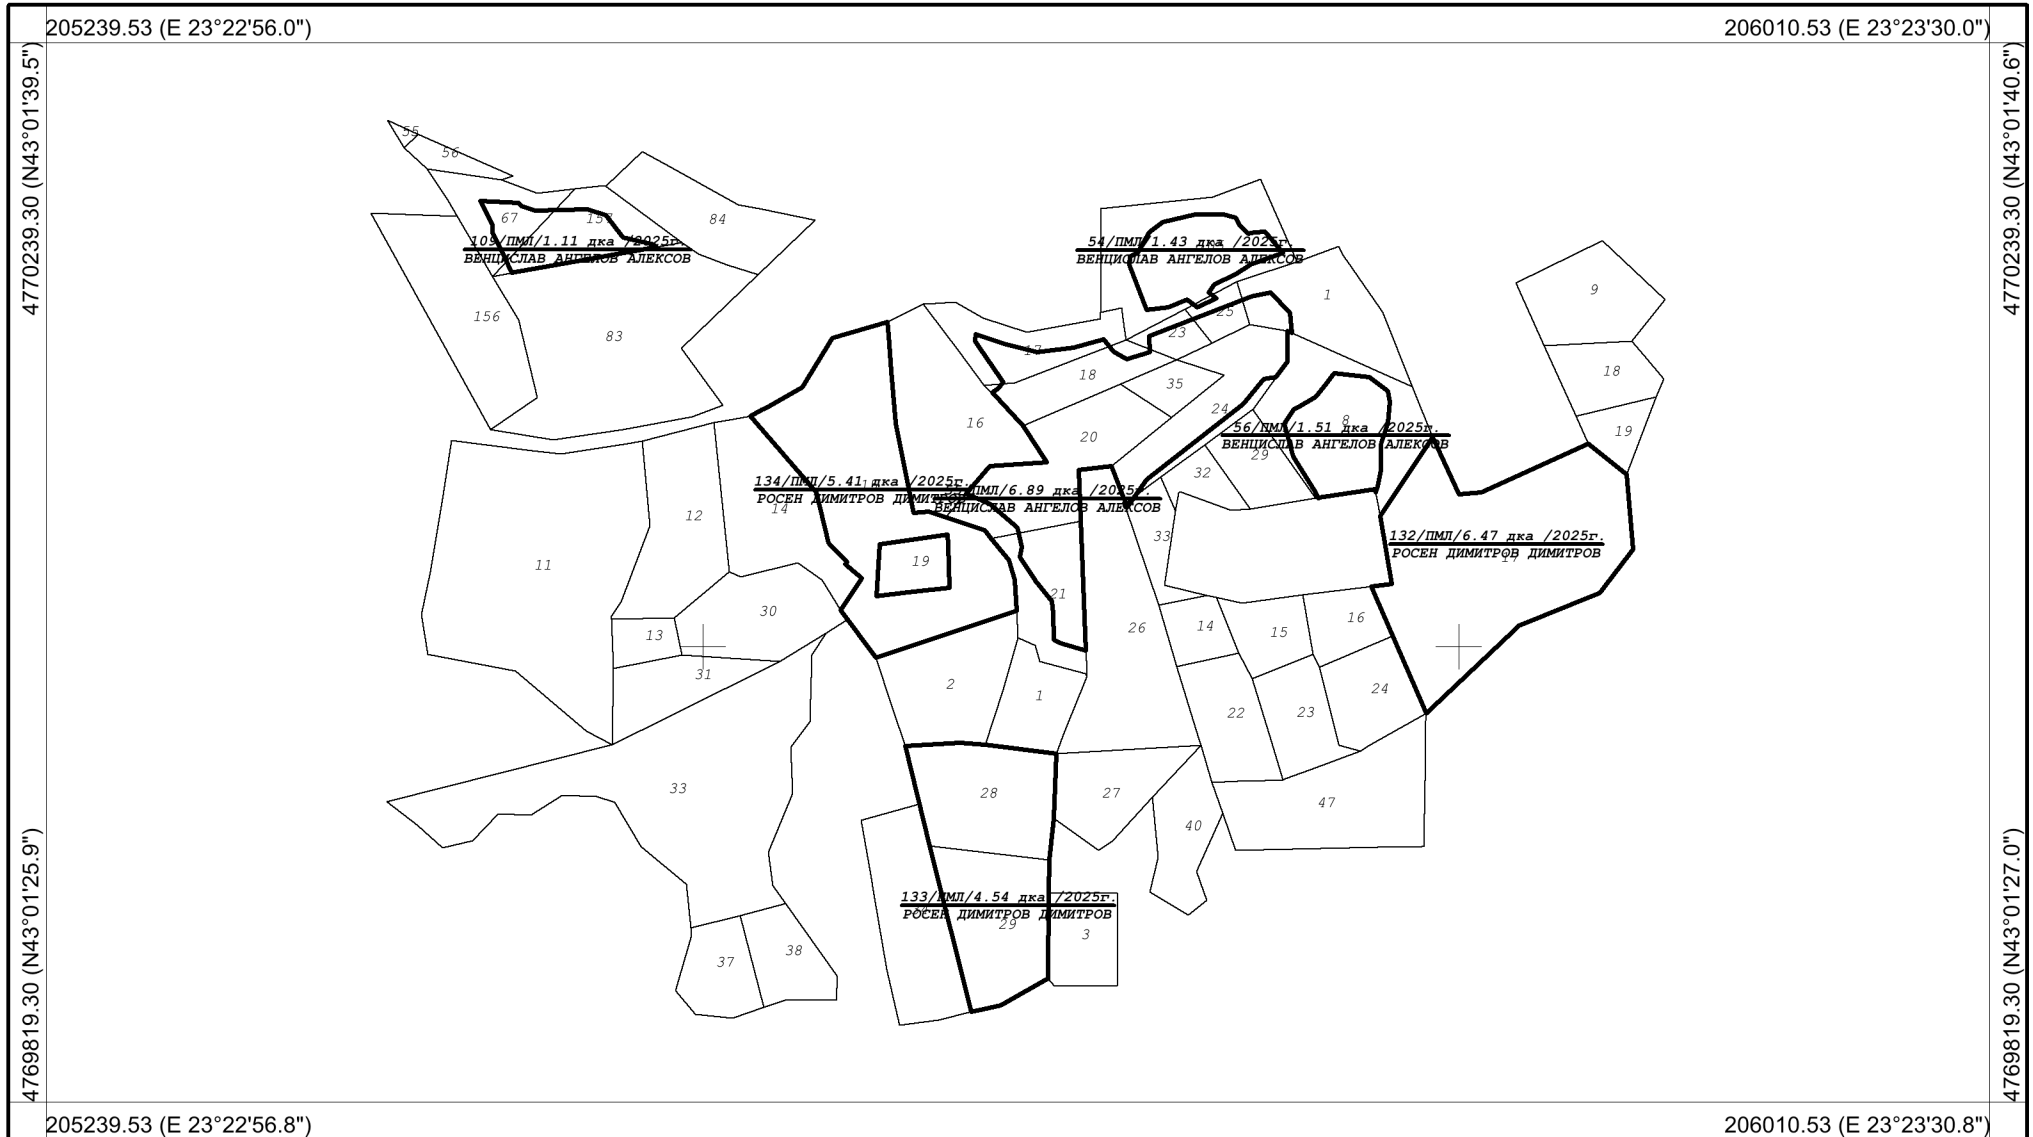 205239.53 (E 23°22'56.0")
206010.53 (E 23°23'30.0")
4770239.30 (N43°01'39.5")
4770239.30 (N43°01'40.6")
55
56
67
157
84
109/ПМЛ/1.11 дка /2025г.
ВЕНЦИСЛАВ АНГЕЛОВ АЛЕКСОВ
54/ПМЛ/1.43 дка /2025г.
ВЕНЦИСЛАВ АНГЕЛОВ АЛЕКСОВ
156
83
1
9
25
23
17
18
35
18
24
16
20
8
19
56/ПМЛ/1.51 дка /2025г.
ВЕНЦИСЛАВ АНГЕЛОВ АЛЕКСОВ
29
32
134/ПМЛ/5.41 дка /2025г.
РОСЕН ДИМИТРОВ ДИМИТРОВ
/ПМЛ/6.89 дка /2025г.
ВЕНЦИСЛАВ АНГЕЛОВ АЛЕКСОВ
12
14
33
132/ПМЛ/6.47 дка /2025г.
РОСЕН ДИМИТРОВ ДИМИТРОВ
17
11
19
21
30
13
26
14
15
16
31
2
1
22
23
24
33
28
27
47
40
133/ПМЛ/4.54 дка /2025г.
РОСЕН ДИМИТРОВ ДИМИТРОВ
29
3
37
38
4769819.30 (N43°01'25.9")
4769819.30 (N43°01'27.0")
205239.53 (E 23°22'56.8")
206010.53 (E 23°23'30.8")